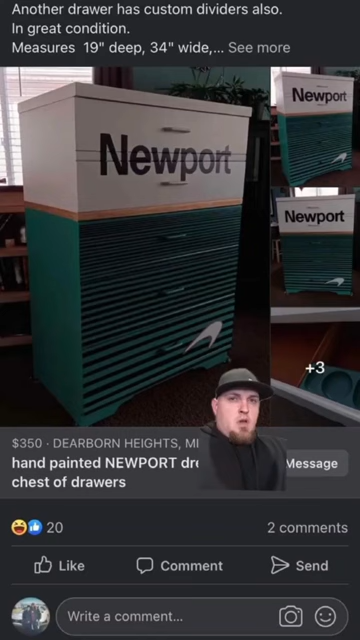 Another drawer has custom dividers also.
In great condition.
Measures 19" deep, 34" wide,... See more
Newport
Newport
Newport
+3
$350 · DEARBORN HEIGHTS, MI
hand painted NEWPORT dre
chest of drawers
Message
20
2 comments
Like
Comment
Send
Write a comment...